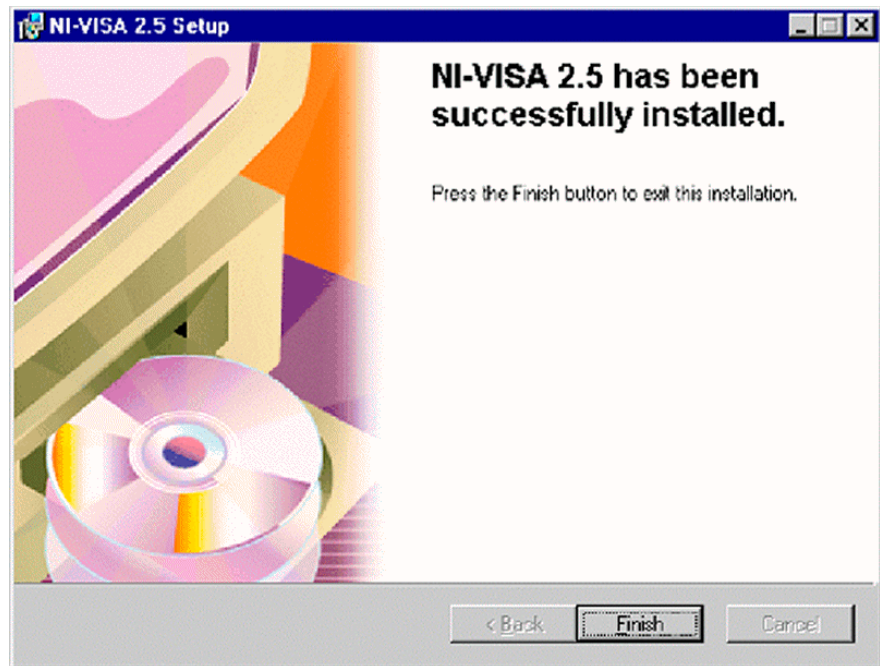 NI-VISA 2.5 Setup
NI-VISA 2.5 has been
successfully installed.
Press the Finish button to exit this installation.
< Back
Finish
Cancel